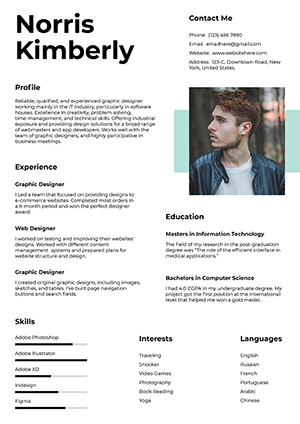 Norris
Kimberly
Contact Me
Phone: (123) 456 7890
Email: emailhere@gmail.com
Website: www.websitehere.com
Address: 123-C, Downtown Road, New
York, United States.
Profile
Reliable, qualified, and experienced graphic designer
working mainly in the IT industry, particularly in software
houses. Excellent in creativity, problem solving,
time management, and technical skills. Offering industrial
exposure and providing design solutions for a broad range
of webmasters and app developers. Works well with the
team of graphic designers, and highly participative in
business meetings.
Experience
Graphic Designer
I Led a team that focused on providing designs to
e-commerce websites. Completed most orders in
a 6-month period and won the perfect designer
award.
Web Designer
I worked on testing and improving their websites'
designs. Worked with different content
management systems and prepared plans for
website structure and design.
Graphic Designer
I created original graphic designs, including images,
sketches, and tables. I've built page navigation
buttons and search fields.
Education
Masters in Information Technology
The field of my research in the post-graduation
degree was "The role of the efficient interface in
medical applications."
Bachelors in Computer Science
I had 4.0 CGPA in my undergraduate degree. My
project got the first position at the international
level that helped me won a gold medal.
Skills
Adobe Photoshop
Adobe Illustrator
Adobe XD
Indesign
Figma
Interests
Traveling
Snooker
Video Games
Photography
Book Reading
Yoga
Languages
English
Russian
French
Portuguese
Arabic
Chinese